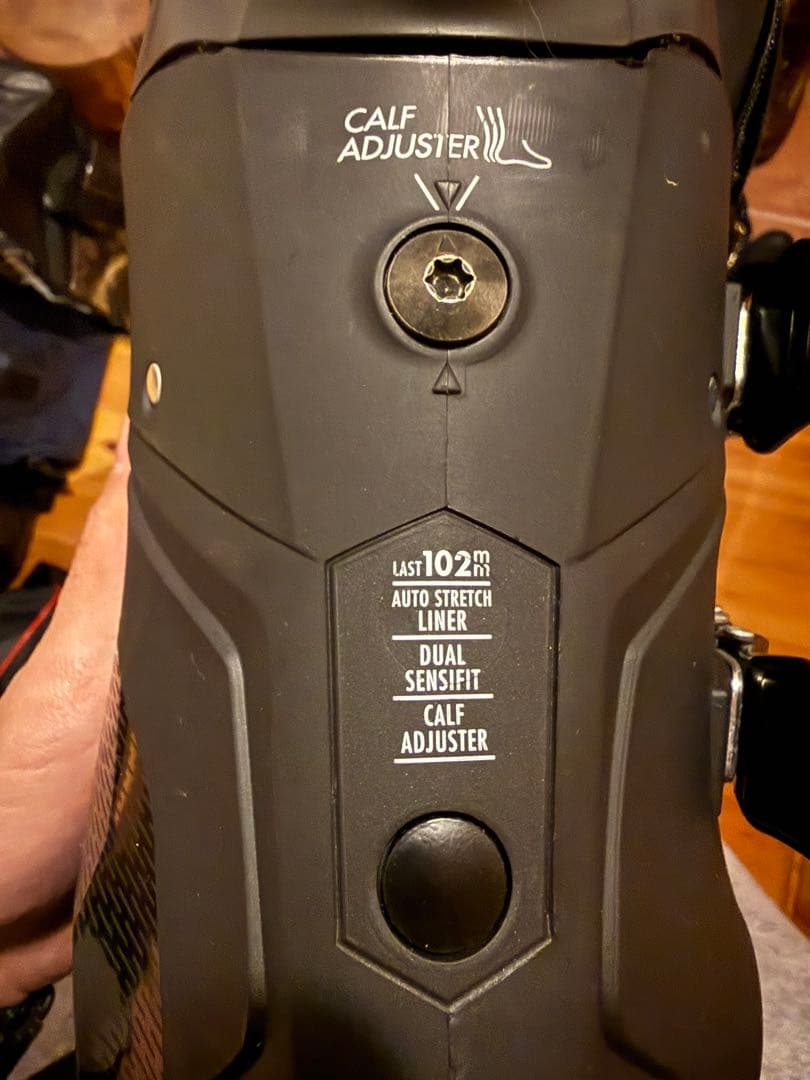 CALF
ADJUSTER
LAST 102mm
AUTO STRETCH
LINER
DUAL
SENSIFIT
CALF
ADJUSTER